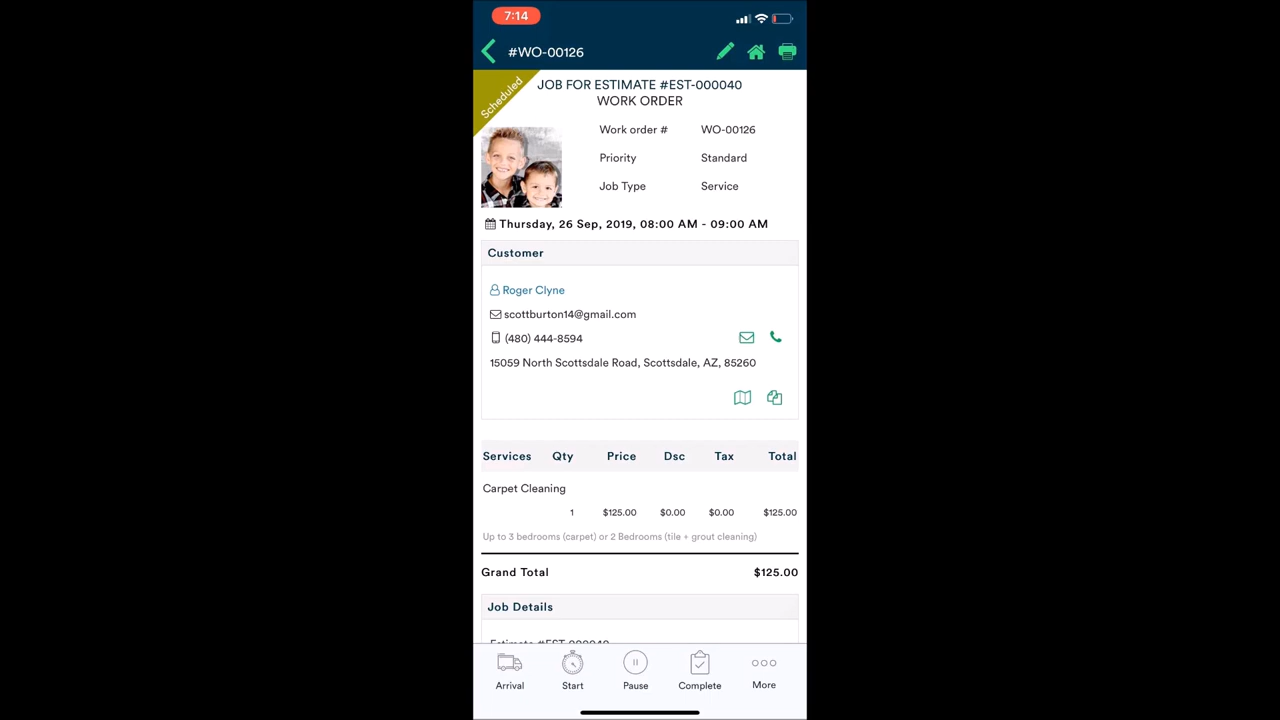 7:14
#WO-00126
Scheduled
JOB FOR ESTIMATE #EST-000040
WORK ORDER
Work order # WO-00126
Priority Standard
Job Type Service
Thursday, 26 Sep, 2019, 08:00 AM - 09:00 AM
Customer
Roger Clyne
scottburton14@gmail.com
(480) 444-8594
15059 North Scottsdale Road, Scottsdale, AZ, 85260
Services Qty Price Dsc Tax Total
Carpet Cleaning
1 $125.00 $0.00 $0.00 $125.00
Up to 3 bedrooms (carpet) or 2 Bedrooms (tile + grout cleaning)
Grand Total $125.00
Job Details
Estimate #EST-000040
Arrival Start Pause Complete More